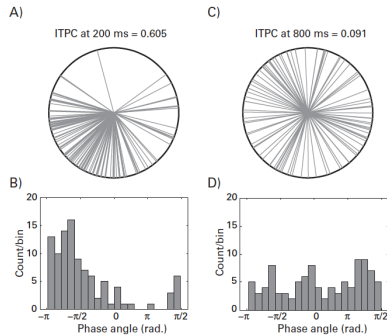 A)
ITPC at 200 ms = 0.605
C)
ITPC at 800 ms = 0.091
B)
20
15
10
5
0
Count/bin
−π
−π/2
0
π
π/2
Phase angle (rad.)
D)
20
15
10
5
0
Count/bin
−π
−π/2
0
π
π/2
Phase angle (rad.)